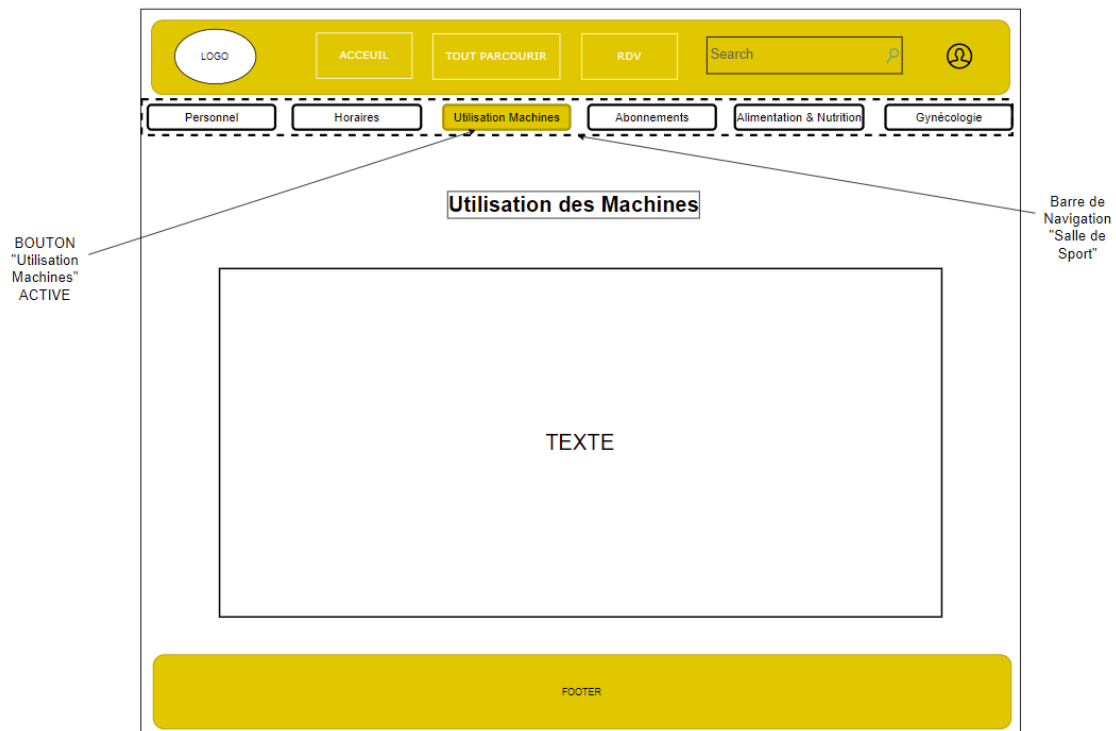 LOGO
ACCEUIL
TOUT PARCOURIR
RDV
Search
Personnel
Horaires
Utilisation Machines
Abonnements
Alimentation & Nutrition
Gynécologie
Utilisation des Machines
BOUTON
"Utilisation
Machines"
ACTIVE
Barre de
Navigation
"Salle de
Sport"
TEXTE
FOOTER